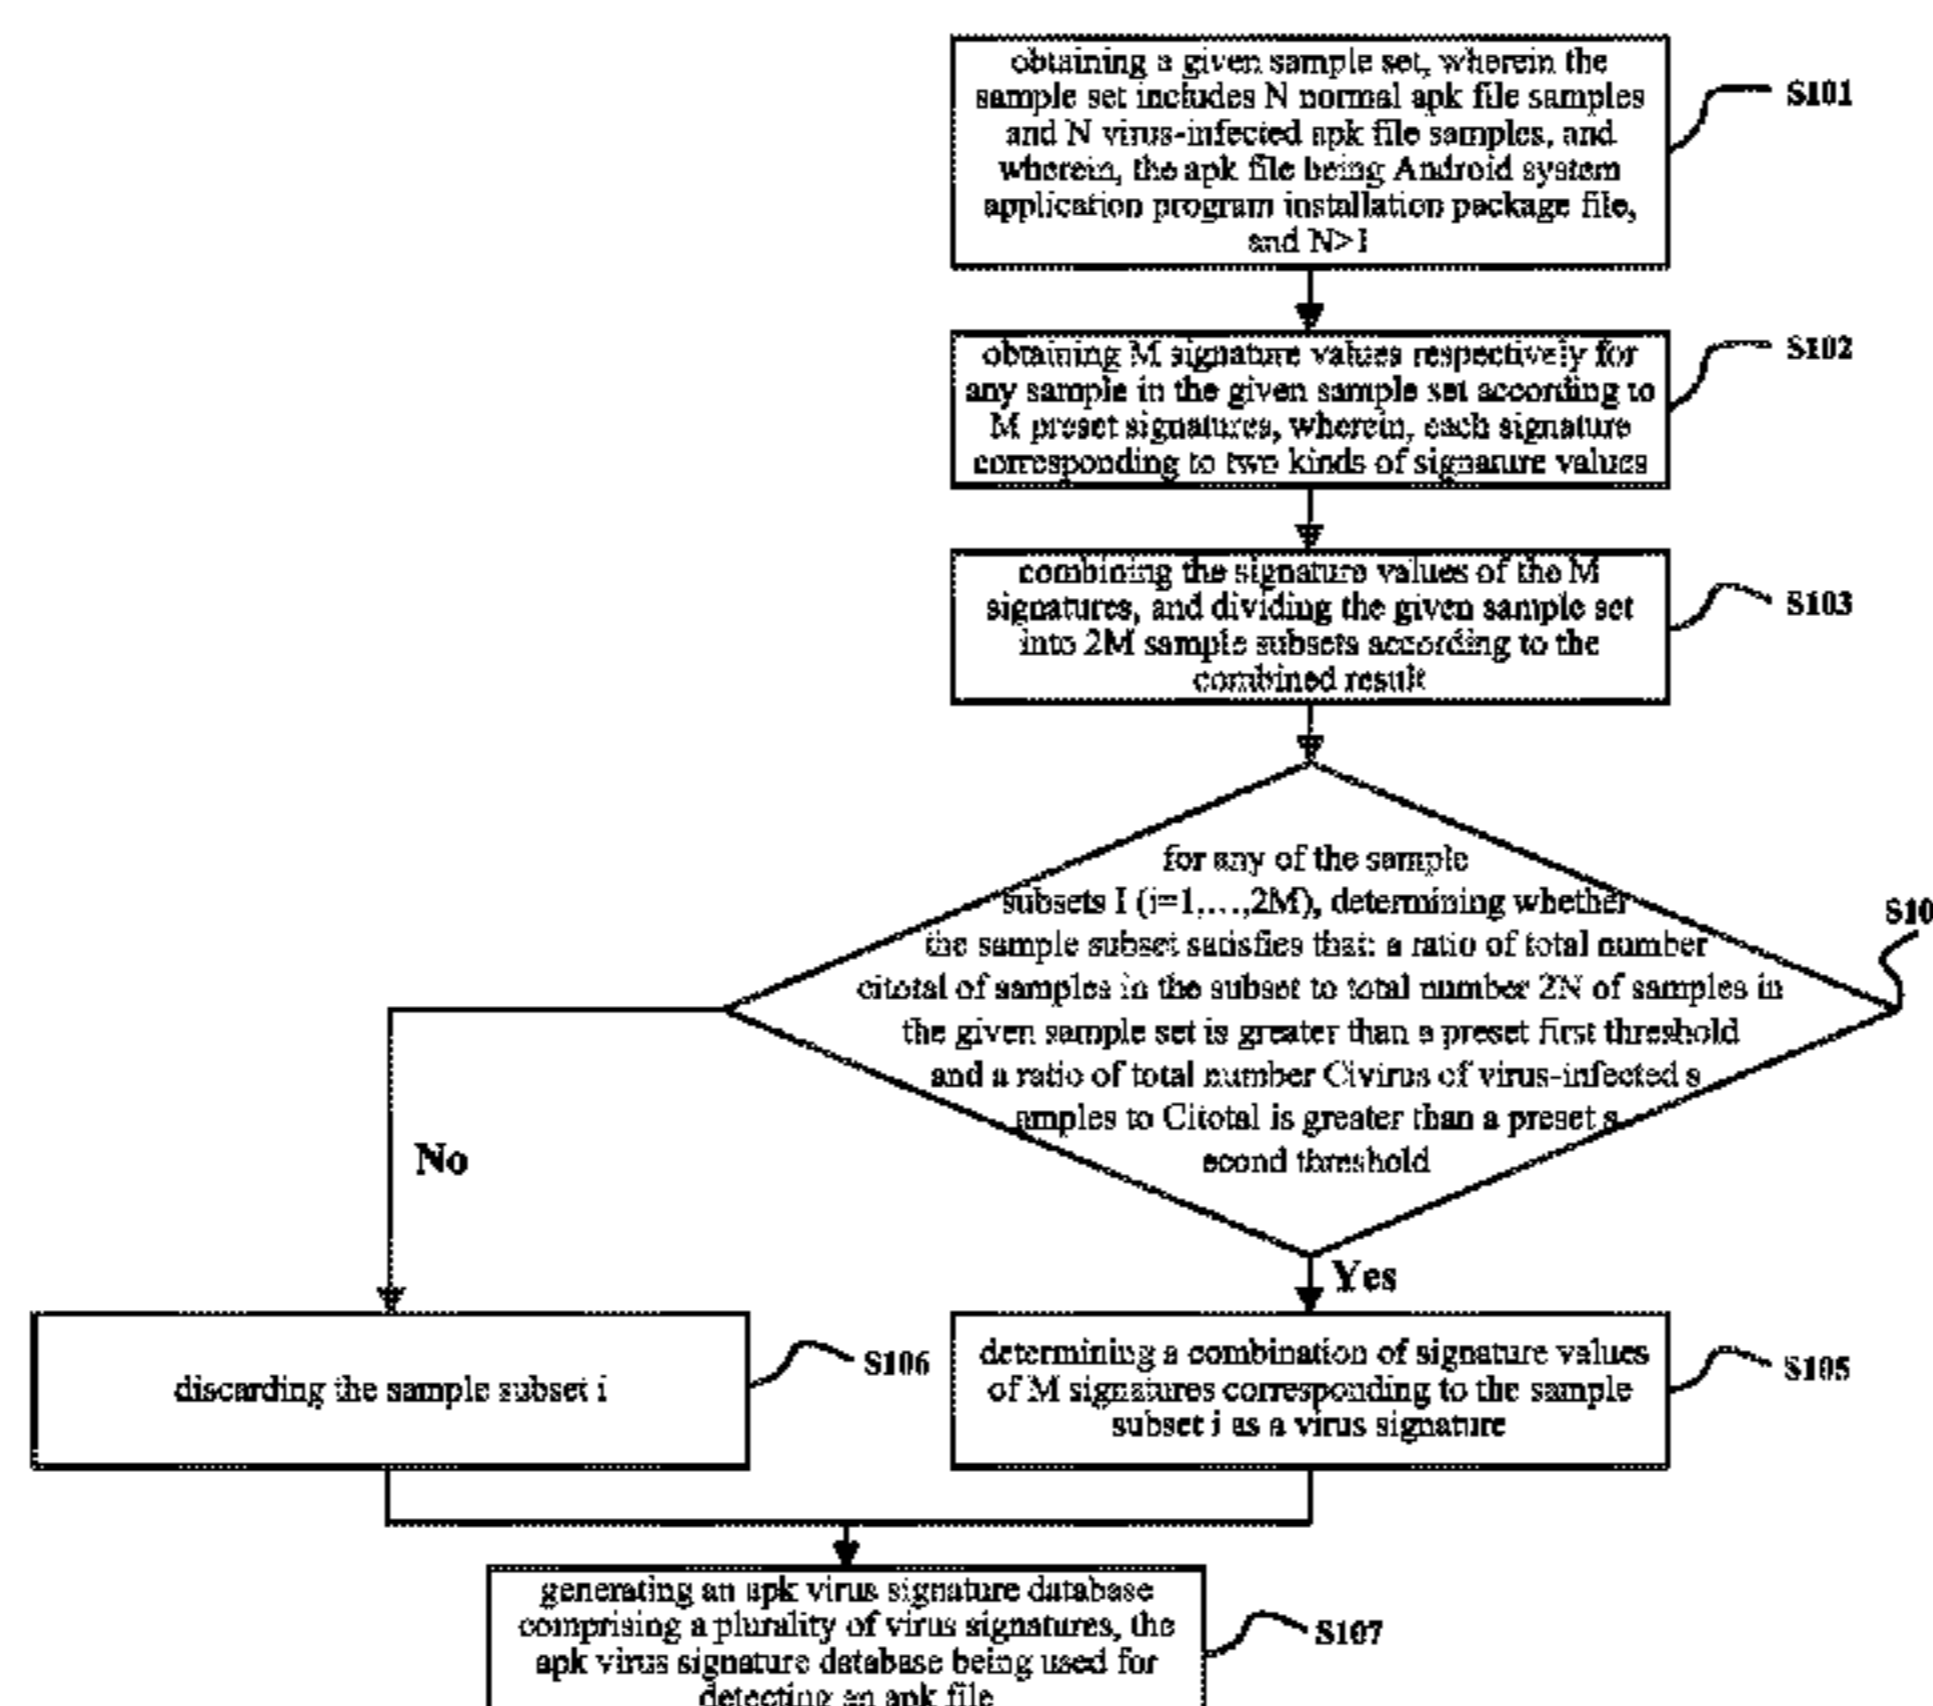 obtaining a given sample set, wherein the
sample set includes N normal apk file samples
and N virus-infected apk file samples, and
wherein, the apk file being Android system
application program installation package file,
and N>1
S101
obtaining M signature values respectively for
any sample in the given sample set according to
M preset signatures, wherein, each signature
corresponding to two kinds of signature values
S102
combining the signature values of the M
signatures, and dividing the given sample set
into 2M sample subsets according to the
combined result
S103
for any of the sample
subsets I (i=1,...,2M), determining whether
the sample subset satisfies that: a ratio of total number
citotal of samples in the subset to total number 2N of samples in
the given sample set is greater than a preset first threshold
and a ratio of total number Civirus of virus-infected s
amples to Citotal is greater than a preset s
econd threshold
S10
No
Yes
discarding the sample subset i
S106
determining a combination of signature values
of M signatures corresponding to the sample
subset i as a virus signature
S105
generating an apk virus signature database
comprising a plurality of virus signatures, the
apk virus signature database being used for
detecting an apk file
S107